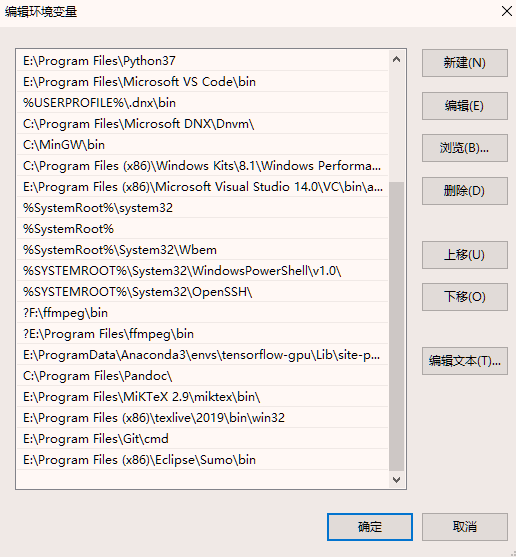 编辑环境变量
E:\Program Files\Python37
E:\Program Files\Microsoft VS Code\bin
%USERPROFILE%\.dnx\bin
C:\Program Files\Microsoft DNX\Dnvm\
C:\MinGW\bin
C:\Program Files (x86)\Windows Kits\8.1\Windows Performa...
E:\Program Files (x86)\Microsoft Visual Studio 14.0\VC\bin\a...
%SystemRoot%\system32
%SystemRoot%
%SystemRoot%\System32\Wbem
%SYSTEMROOT%\System32\WindowsPowerShell\v1.0\
%SYSTEMROOT%\System32\OpenSSH\
?F:\ffmpeg\bin
?E:\Program Files\ffmpeg\bin
E:\ProgramData\Anaconda3\envs\tensorflow-gpu\Lib\site-p...
C:\Program Files\Pandoc\
E:\Program Files\MiKTeX 2.9\miktex\bin\
E:\Program Files (x86)\texlive\2019\bin\win32
E:\Program Files\Git\cmd
E:\Program Files (x86)\Eclipse\Sumo\bin
新建(N)
编辑(E)
浏览(B)...
删除(D)
上移(U)
下移(O)
编辑文本(T)...
确定
取消